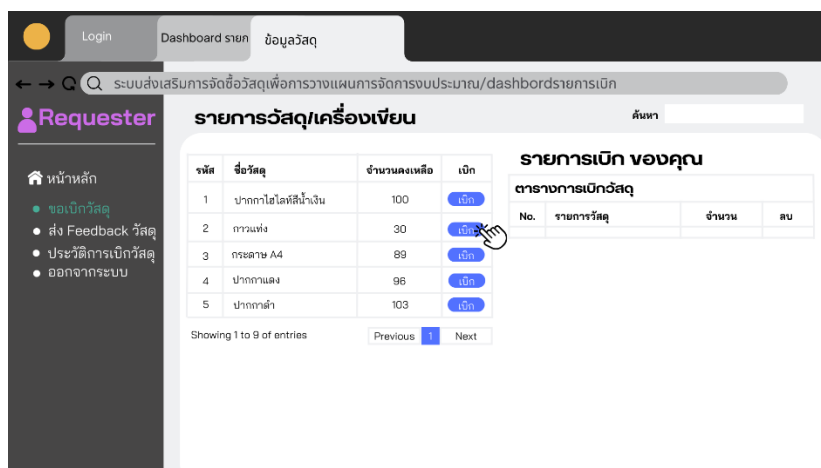 Login
Dashboard รายก
ข้อมูลวัสดุ
ระบบส่งเสริมการจัดซื้อวัสดุเพื่อการวางแผนการจัดการงบประมาณ/dashbordรายการเบิก
Requester
รายการวัสดุ/เครื่องเขียน
ค้นหา
หน้าหลัก
ขอเบิกวัสดุ
ส่ง Feedback วัสดุ
ประวัติการเบิกวัสดุ
ออกจากระบบ
รหัส ชื่อวัสดุ จำนวนคงเหลือ เบิก
1 ปากกาไฮไลท์สีน้ำเงิน 100 เบิก
2 กาวแท่ง 30 เบิก
3 กระดาษ A4 89 เบิก
4 ปากกาแดง 96 เบิก
5 ปากกาดำ 103 เบิก
Showing 1 to 9 of entries
Previous 1 Next
รายการเบิก ของคุณ
ตารางการเบิกวัสดุ
No. รายการวัสดุ จำนวน ลบ